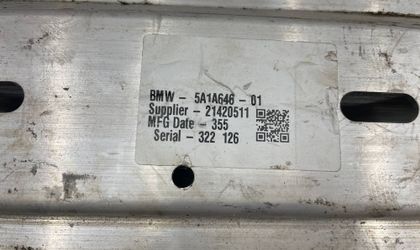 BMW - 5A1A646 - 01
Supplier - 21420511
MFG Date - 355
Serial - 322 126